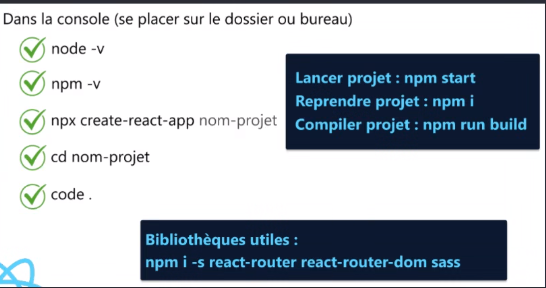 Dans la console (se placer sur le dossier ou bureau)
node -v
npm -v
npx create-react-app nom-projet
cd nom-projet
code .
Lancer projet : npm start
Reprendre projet : npm i
Compiler projet : npm run build
Bibliothèques utiles :
npm i -s react-router react-router-dom sass